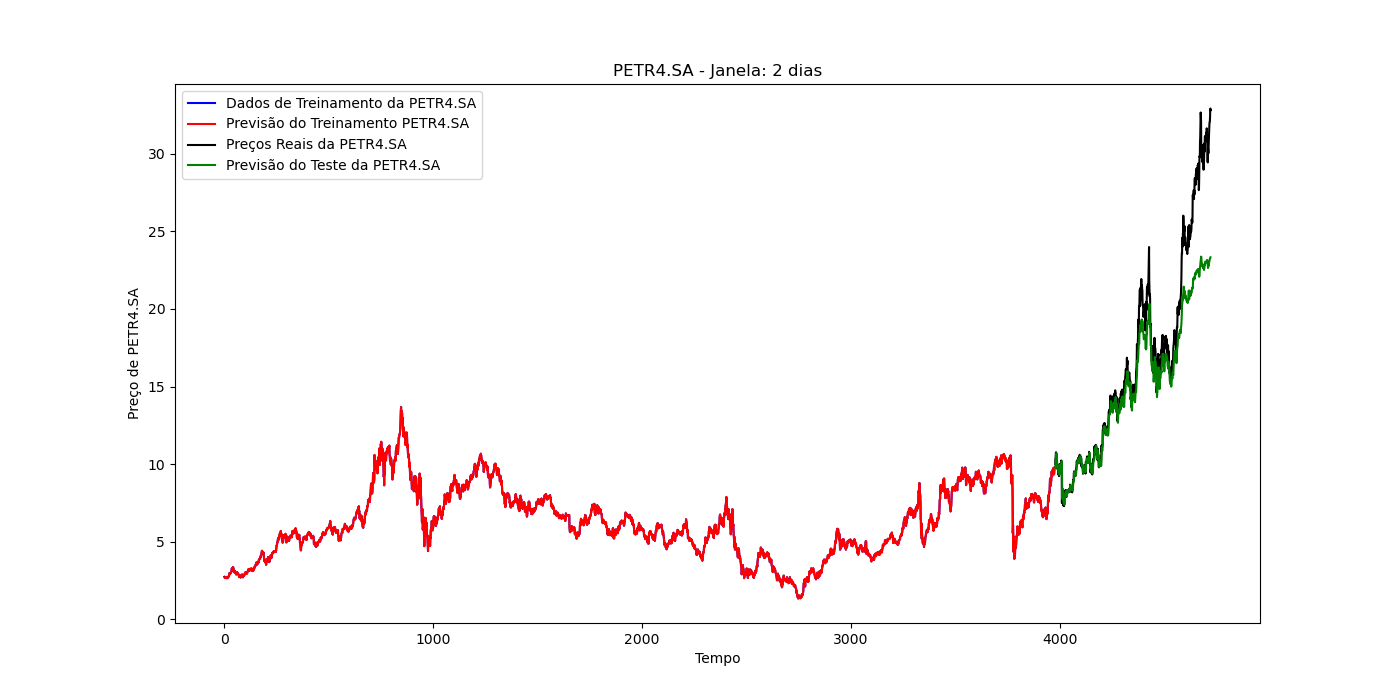 PETR4.SA - Janela: 2 dias
Dados de Treinamento da PETR4.SA
Previsão do Treinamento PETR4.SA
Preços Reais da PETR4.SA
Previsão do Teste da PETR4.SA
Preço de PETR4.SA
30
25
20
15
10
5
0
0 1000 2000 3000 4000
Tempo